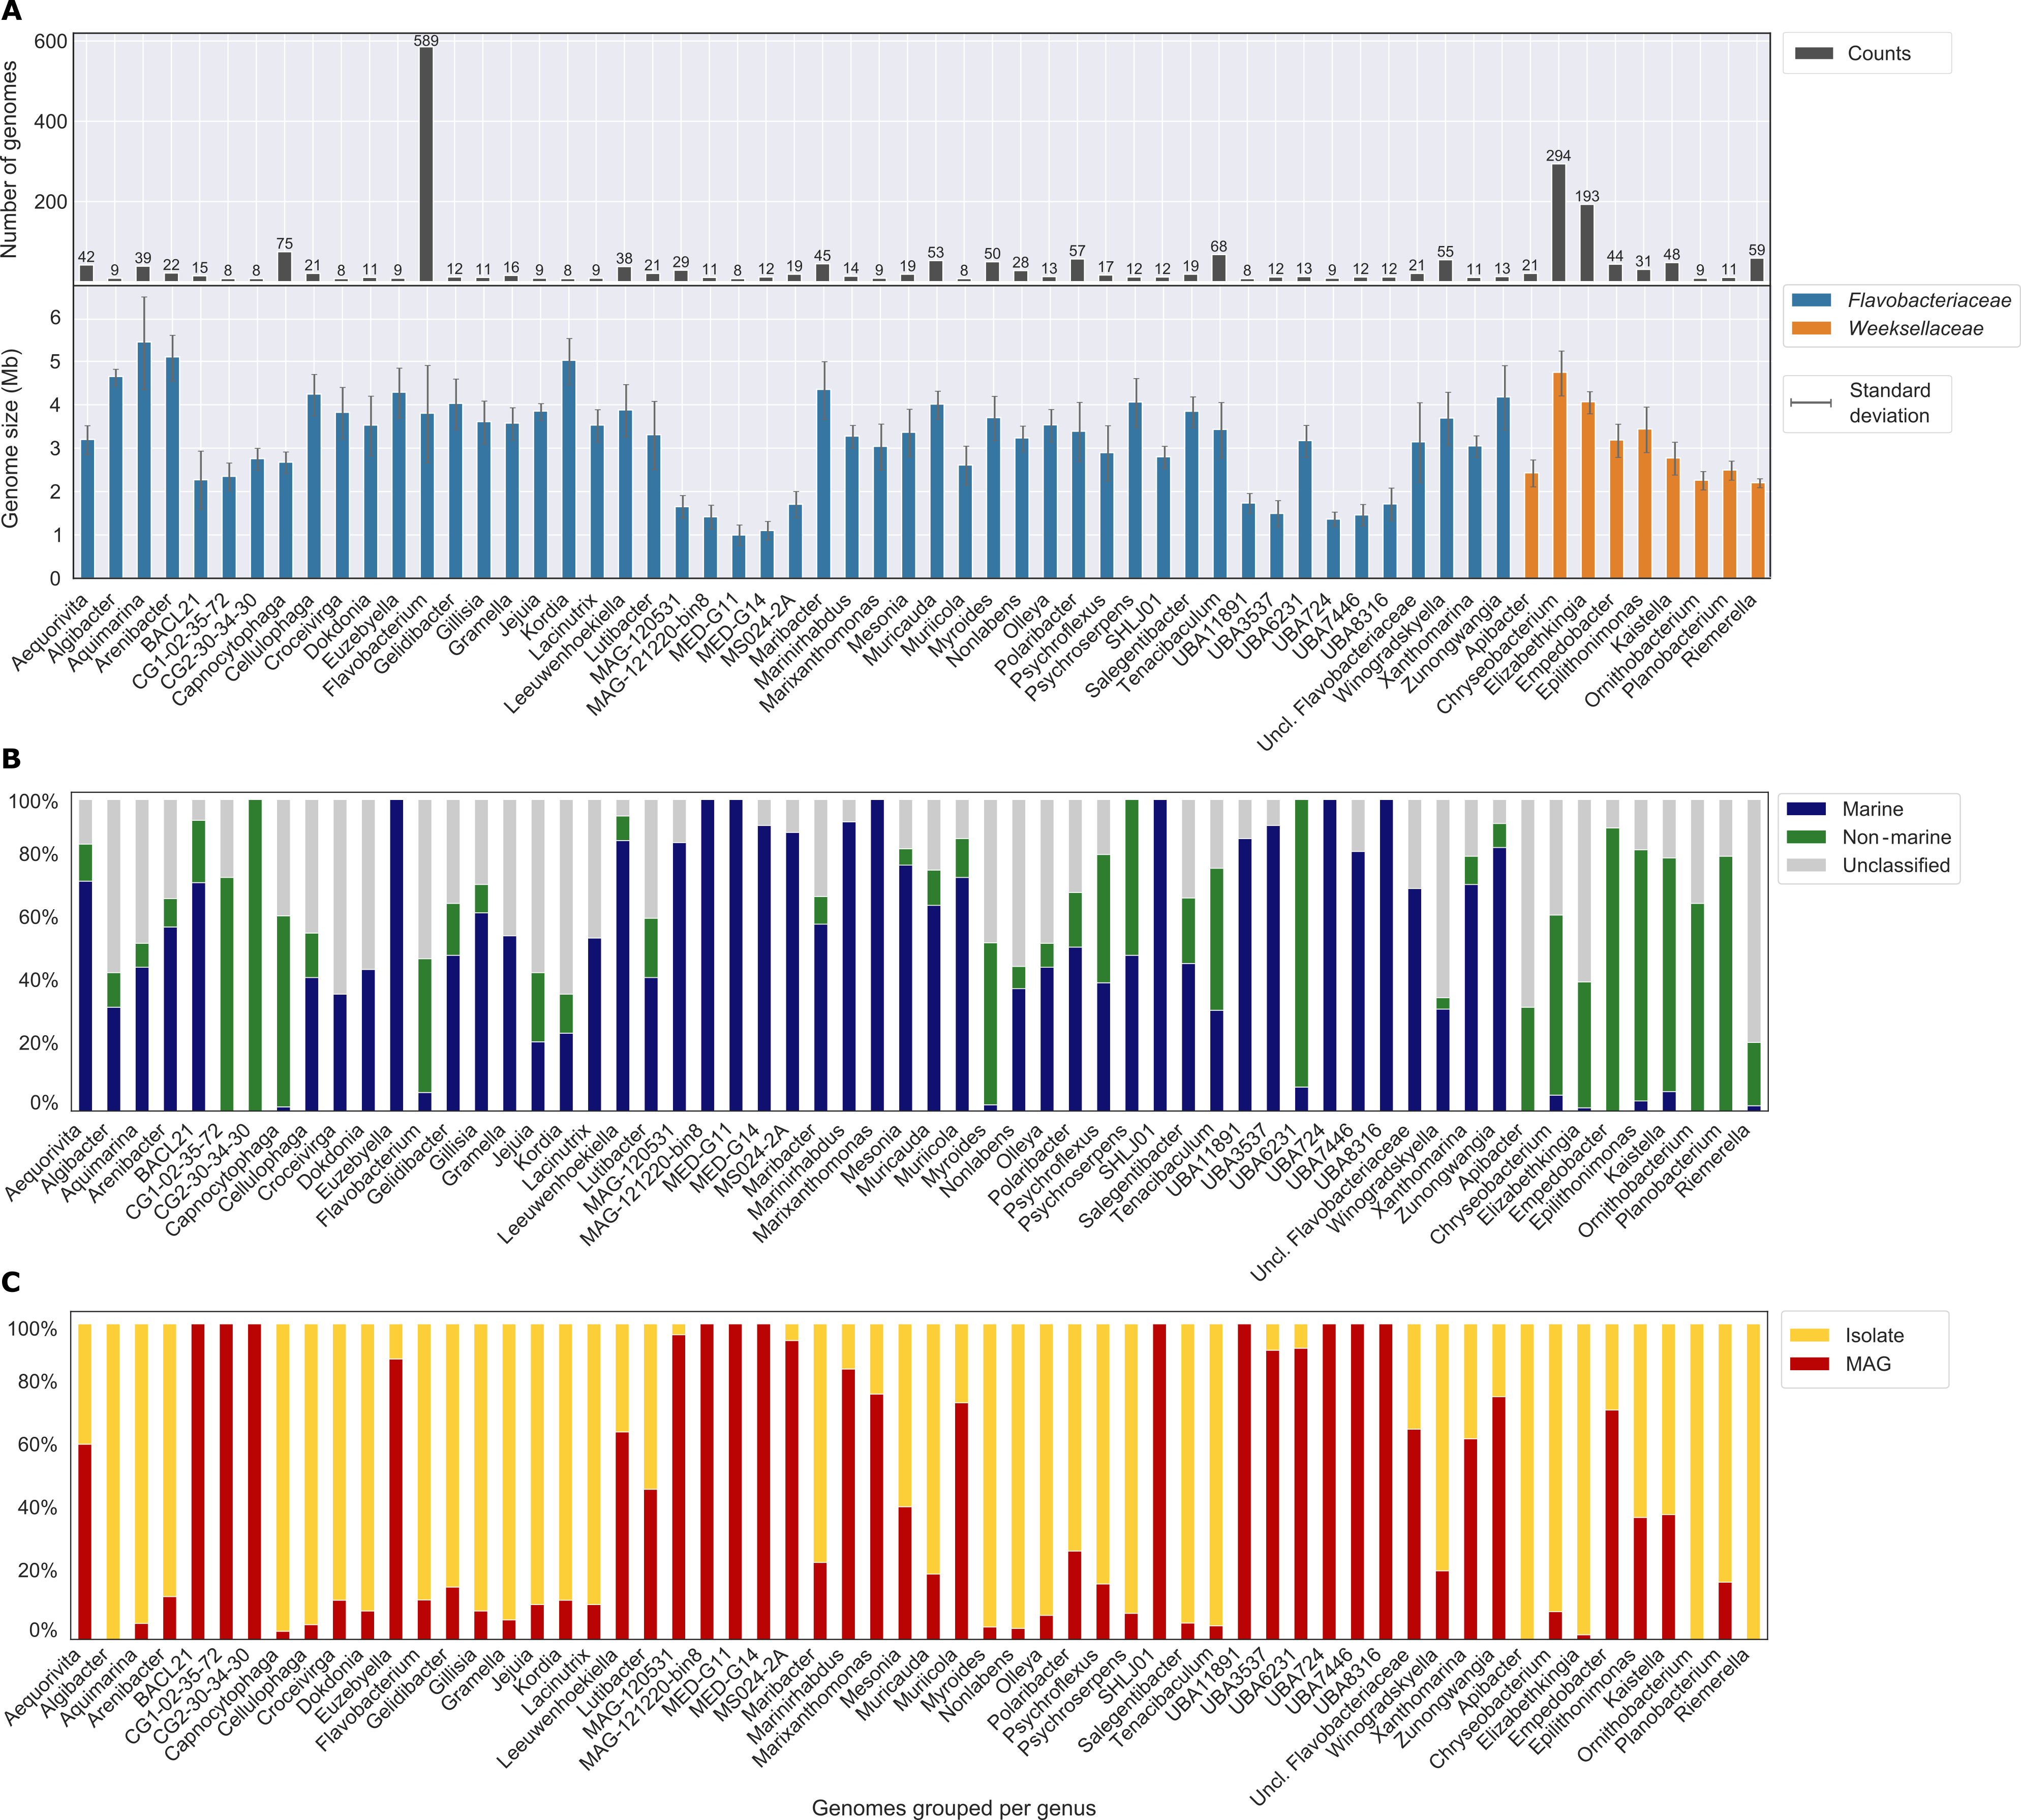 A
Number of genomes
600
400
200
42 9 39 22 15 8 8 75 21 8 11 9 589 12 11 16 9 8 9 38 21 29 11 8 12 19 45 14 9 19 53 8 50 28 13 57 17 12 12 19 68 8 12 13 9 12 12 21 55 11 13 21 294 193 44 31 48 9 11 59
Counts
Genome size (Mb)
6
5
4
3
2
1
0
Flavobacteriaceae
Weeksellaceae
Standard
deviation
Aequorivita
Algibacter
Aquimarina
Arenibacter
BACL21
CG1-02-35-72
CG2-30-34-30
Capnocytophaga
Cellulophaga
Croceivirga
Dokdonia
Euzebyella
Flavobacterium
Gelidibacter
Gillisia
Gramella
Jejuia
Kordia
Lacinutrix
Leeuwenhoekiella
Lutibacter
MAG-120531
MAG-121220-bin8
MED-G11
MED-G14
MS024-2A
Maribacter
Marinirhabdus
Marixanthomonas
Mesonia
Muricauda
Muriicola
Myroides
Nonlabens
Olleya
Polaribacter
Psychroflexus
Psychroserpens
SHLJ01
Salegentibacter
Tenacibaculum
UBA11891
UBA3537
UBA6231
UBA724
UBA7446
UBA8316
Uncl. Flavobacteriaceae
Winogradskyella
Xanthomarina
Zunongwangia
Apibacter
Chryseobacterium
Elizabethkingia
Empedobacter
Epilithonimonas
Kaistella
Ornithobacterium
Planobacterium
Riemerella
B
100%
80%
60%
40%
20%
0%
Marine
Non-marine
Unclassified
Aequorivita
Algibacter
Aquimarina
Arenibacter
BACL21
CG1-02-35-72
CG2-30-34-30
Capnocytophaga
Cellulophaga
Croceivirga
Dokdonia
Euzebyella
Flavobacterium
Gelidibacter
Gillisia
Gramella
Jejuia
Kordia
Lacinutrix
Leeuwenhoekiella
Lutibacter
MAG-120531
MAG-121220-bin8
MED-G11
MED-G14
MS024-2A
Maribacter
Marinirhabdus
Marixanthomonas
Mesonia
Muricauda
Muriicola
Myroides
Nonlabens
Olleya
Polaribacter
Psychroflexus
Psychroserpens
SHLJ01
Salegentibacter
Tenacibaculum
UBA11891
UBA3537
UBA6231
UBA724
UBA7446
UBA8316
Uncl. Flavobacteriaceae
Winogradskyella
Xanthomarina
Zunongwangia
Apibacter
Chryseobacterium
Elizabethkingia
Empedobacter
Epilithonimonas
Kaistella
Ornithobacterium
Planobacterium
Riemerella
C
100%
80%
60%
40%
20%
0%
Isolate
MAG
Aequorivita
Algibacter
Aquimarina
Arenibacter
BACL21
CG1-02-35-72
CG2-30-34-30
Capnocytophaga
Cellulophaga
Croceivirga
Dokdonia
Euzebyella
Flavobacterium
Gelidibacter
Gillisia
Gramella
Jejuia
Kordia
Lacinutrix
Leeuwenhoekiella
Lutibacter
MAG-120531
MAG-121220-bin8
MED-G11
MED-G14
MS024-2A
Maribacter
Marinirhabdus
Marixanthomonas
Mesonia
Muricauda
Muriicola
Myroides
Nonlabens
Olleya
Polaribacter
Psychroflexus
Psychroserpens
SHLJ01
Salegentibacter
Tenacibaculum
UBA11891
UBA3537
UBA6231
UBA724
UBA7446
UBA8316
Uncl. Flavobacteriaceae
Winogradskyella
Xanthomarina
Zunongwangia
Apibacter
Chryseobacterium
Elizabethkingia
Empedobacter
Epilithonimonas
Kaistella
Ornithobacterium
Planobacterium
Riemerella
Genomes grouped per genus